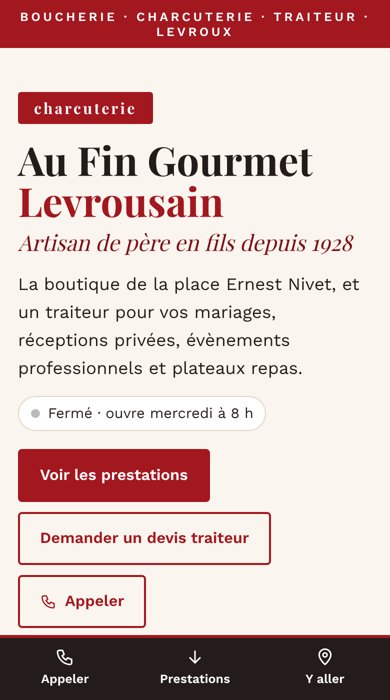 BOUCHERIE · CHARCUTERIE · TRAITEUR ·
LEVROUX
charcuterie
Au Fin Gourmet
Levrousain
Artisan de père en fils depuis 1928
La boutique de la place Ernest Nivet, et
un traiteur pour vos mariages,
réceptions privées, évènements
professionnels et plateaux repas.
Fermé · ouvre mercredi à 8 h
Voir les prestations
Demander un devis traiteur
Appeler
Appeler
Prestations
Y aller